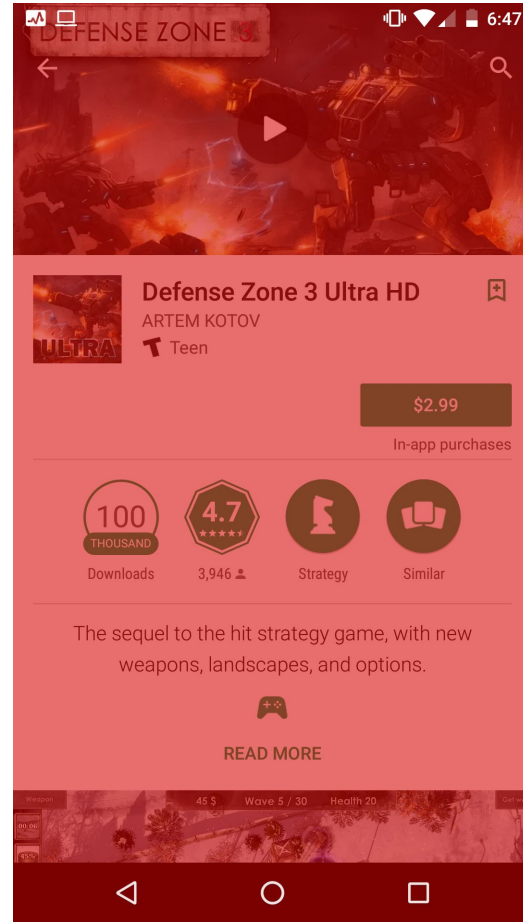 6:47
DEFENSE ZONE 3
Defense Zone 3 Ultra HD
ARTEM KOTOV
ULTRA
T Teen
$2.99
In-app purchases
100
THOUSAND
Downloads
4.7
3,946
Strategy
Similar
The sequel to the hit strategy game, with new
weapons, landscapes, and options.
READ MORE
Weapon 45 $ Wave 5 / 30 Health 20
00:06